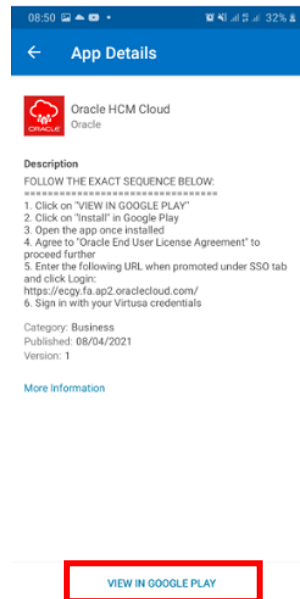 08:50
32%
App Details
ORACLE
Oracle HCM Cloud
Oracle
Description
FOLLOW THE EXACT SEQUENCE BELOW:
==================================
1. Click on "VIEW IN GOOGLE PLAY"
2. Click on "Install" in Google Play
3. Open the app once installed
4. Agree to "Oracle End User License Agreement" to
proceed further
5. Enter the following URL when promoted under SSO tab
and click Login:
https://ecgy.fa.ap2.oraclecloud.com/
6. Sign in with your Virtusa credentials
Category: Business
Published: 08/04/2021
Version: 1
More Information
VIEW IN GOOGLE PLAY